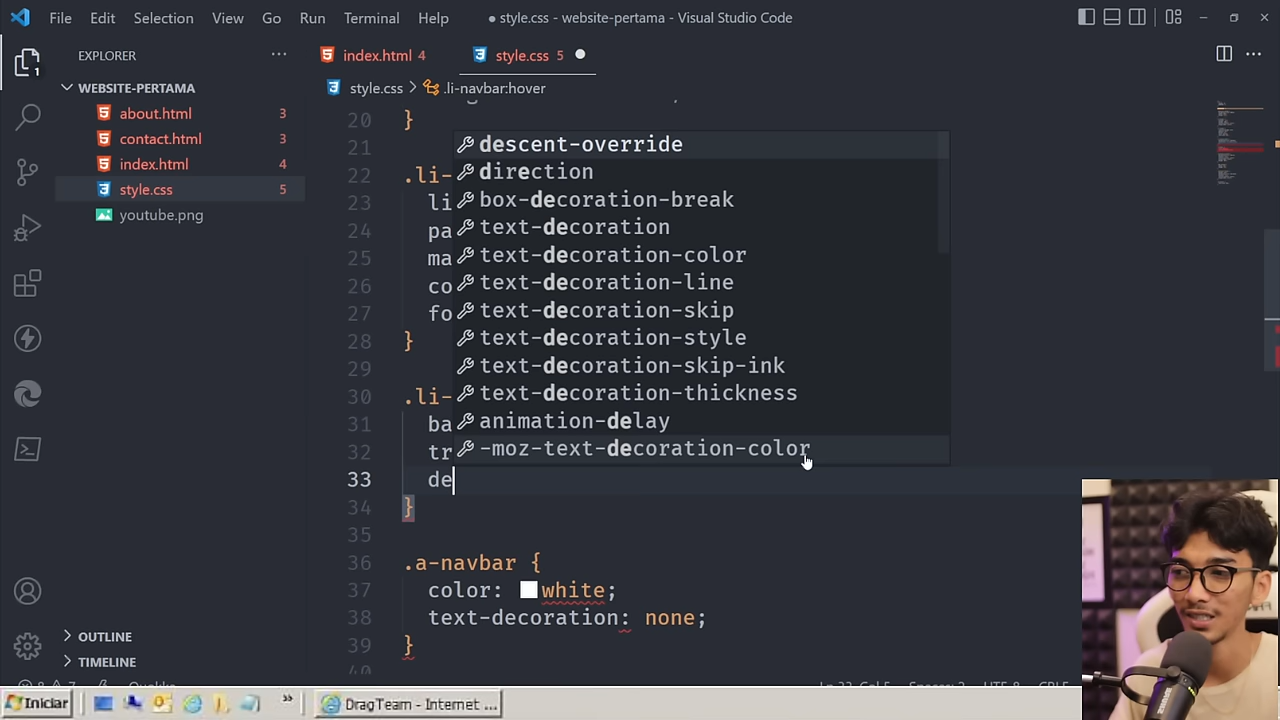 File Edit Selection View Go Run Terminal Help
● style.css - website-pertama - Visual Studio Code
EXPLORER
WEBSITE-PERTAMA
about.html 3
contact.html 3
index.html 4
style.css 5
youtube.png
OUTLINE
TIMELINE
1
index.html 4
style.css 5
style.css > .li-navbar:hover
20 }
21
22 .li-
23 li
24 pa
25 ma
26 co
27 fo
28 }
29
30 .li-
31 ba
32 tr
33 de
34 }
35
36 .a-navbar {
37 color: white;
38 text-decoration: none;
39 }
40
descent-override
direction
box-decoration-break
text-decoration
text-decoration-color
text-decoration-line
text-decoration-skip
text-decoration-style
text-decoration-skip-ink
text-decoration-thickness
animation-delay
-moz-text-decoration-color
Iniciar
DragTeam - Internet ...